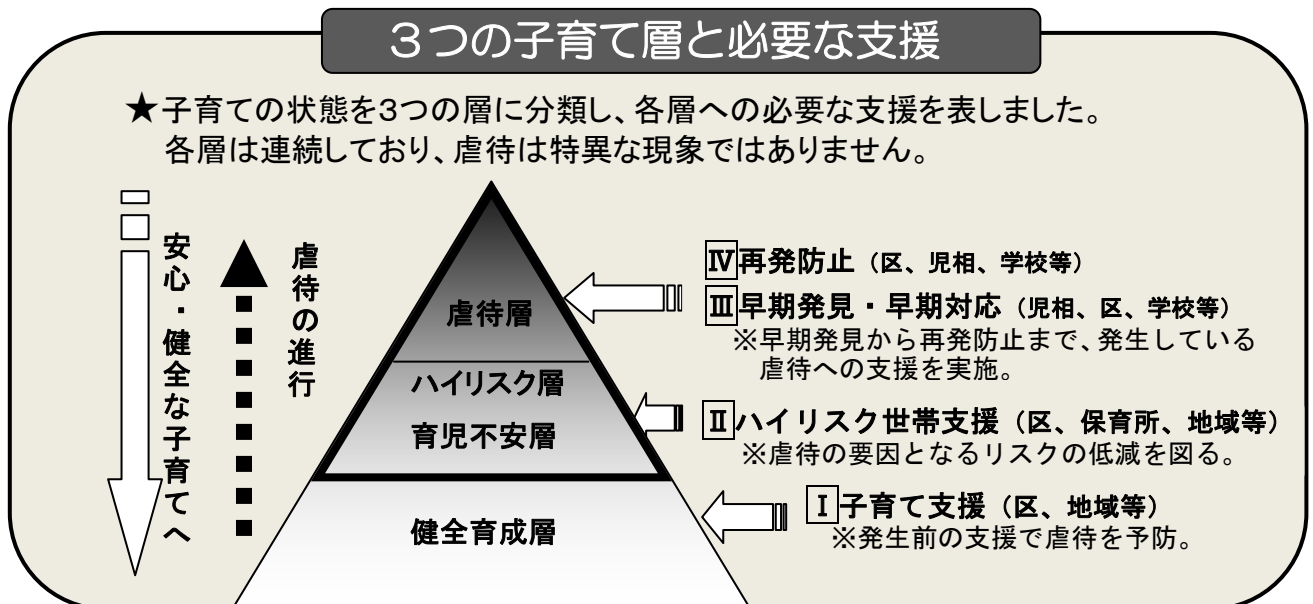 3つの子育て層と必要な支援
★子育ての状態を3つの層に分類し、各層への必要な支援を表しました。
各層は連続しており、虐待は特異な現象ではありません。
安心・健全な子育てへ
虐待の進行
虐待層
ハイリスク層
育児不安層
健全育成層
Ⅳ再発防止（区、児相、学校等）
Ⅲ早期発見・早期対応（児相、区、学校等）
※早期発見から再発防止まで、発生している
虐待への支援を実施。
Ⅱハイリスク世帯支援（区、保育所、地域等）
※虐待の要因となるリスクの低減を図る。
Ⅰ子育て支援（区、地域等）
※発生前の支援で虐待を予防。